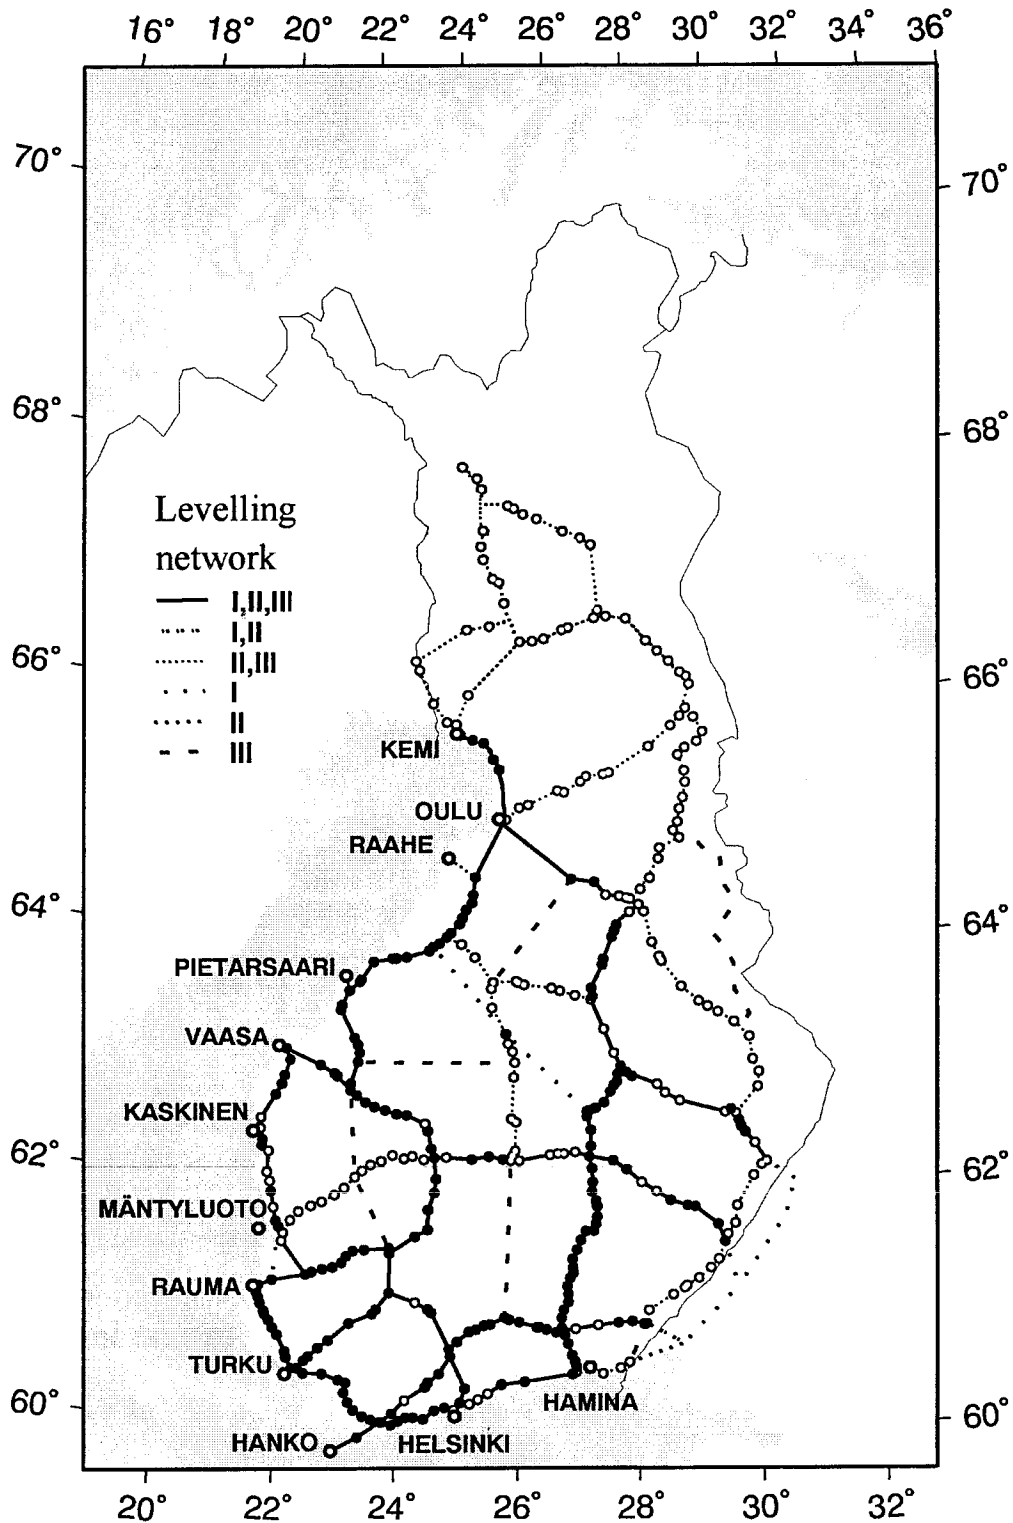 16° 18° 20° 22° 24° 26° 28° 30° 32° 34° 36°
70° 70°
68° 68°
Levelling
network
I,II,III
I,II
II,III
I
II
III
66° 66°
KEMI
OULU
RAAHE
64° 64°
PIETARSAARI
VAASA
KASKINEN
62° 62°
MÄNTYLUOTO
RAUMA
TURKU
HAMINA
60° 60°
HANKO HELSINKI
20° 22° 24° 26° 28° 30° 32°